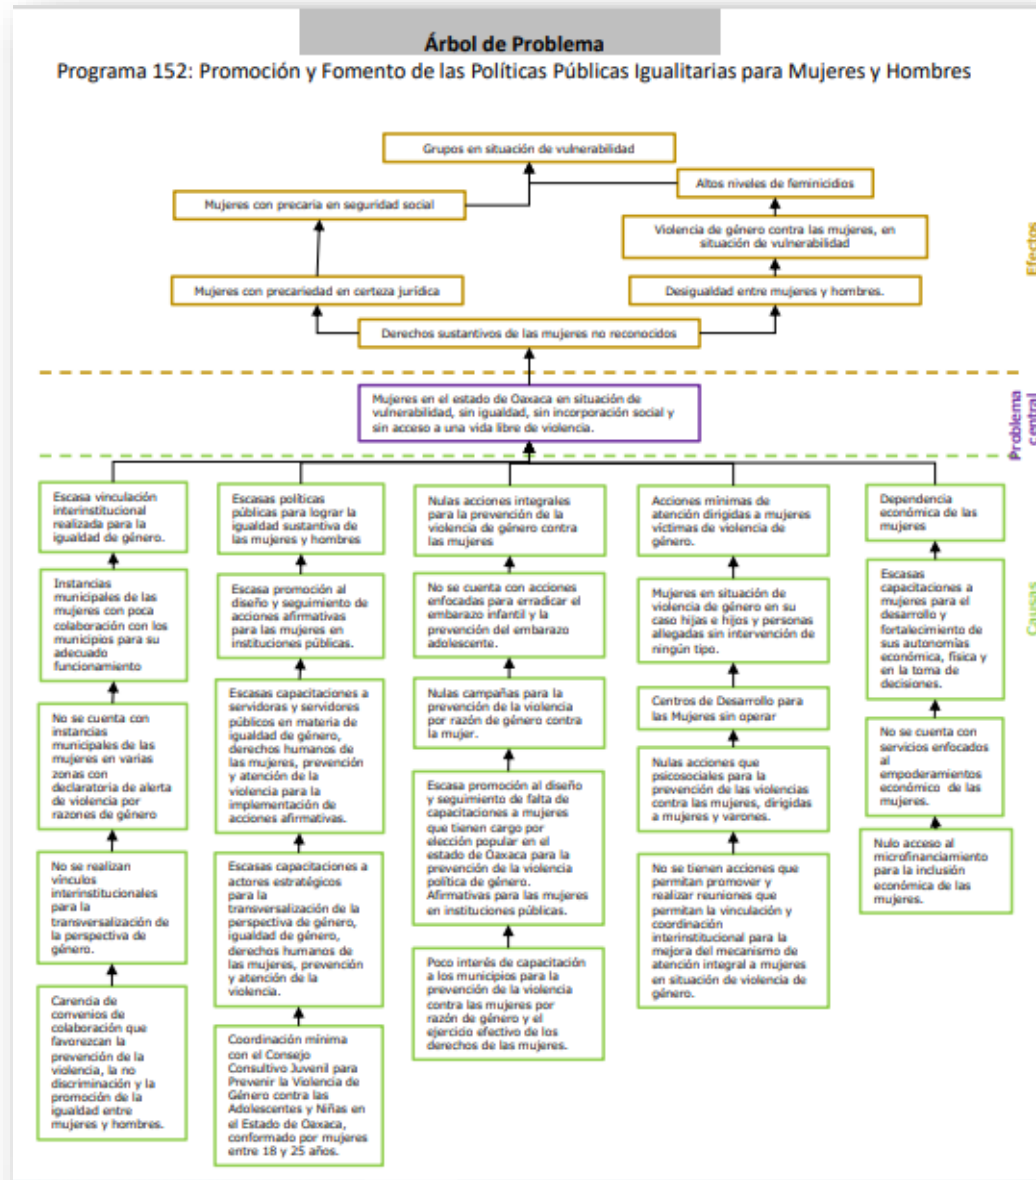 Árbol de Problema
Programa 152: Promoción y Fomento de las Políticas Públicas Igualitarias para Mujeres y Hombres
Grupos en situación de vulnerabilidad
Altos niveles de feminicidios
Mujeres con precaria en seguridad social
Violencia de género contra las mujeres, en
situación de vulnerabilidad
Efectos
Mujeres con precariedad en certeza jurídica
Desigualdad entre mujeres y hombres.
Derechos sustantivos de las mujeres no reconocidos
Mujeres en el estado de Oaxaca en situación de
vulnerabilidad, sin igualdad, sin incorporación social y
sin acceso a una vida libre de violencia.
Problema
central
Escasa vinculación
interinstitucional
realizada para la
igualdad de género.
Instancias
municipales de las
mujeres con poca
colaboración con los
municipios para su
adecuado
funcionamiento
No se cuenta con
instancias
municipales de las
mujeres en varias
zonas con
declaratoria de alerta
de violencia por
razones de género
No se realizan
vínculos
interinstitucionales
para la
transversalización de
la perspectiva de
género.
Carencia de
convenios de
colaboración que
favorezcan la
prevención de la
violencia, la no
discriminación y la
promoción de la
igualdad entre
mujeres y hombres.
Escasas políticas
públicas para lograr la
igualdad sustantiva de
las mujeres y hombres
Escasa promoción al
diseño y seguimiento de
acciones afirmativas
para las mujeres en
instituciones públicas.
Escasas capacitaciones a
servidoras y servidores
públicos en materia de
igualdad de género,
derechos humanos de
las mujeres, prevención
y atención de la
violencia para la
implementación de
acciones afirmativas.
Escasas capacitaciones a
actores estratégicos
para la
transversalización de la
perspectiva de género,
igualdad de género,
derechos humanos de
las mujeres, prevención
y atención de la
violencia.
Coordinación mínima
con el Consejo
Consultivo Juvenil para
Prevenir la Violencia de
Género contra las
Adolescentes y Niñas en
el Estado de Oaxaca,
conformado por mujeres
entre 18 y 25 años.
Nulas acciones integrales
para la prevención de la
violencia de género contra
las mujeres
No se cuenta con acciones
enfocadas para erradicar el
embarazo infantil y la
prevención del embarazo
adolescente.
Nulas campañas para la
prevención de la violencia
por razón de género contra
la mujer.
Escasa promoción al diseño
y seguimiento de falta de
capacitaciones a mujeres
que tienen cargo por
elección popular en el
estado de Oaxaca para la
prevención de la violencia
política de género.
Afirmativas para las mujeres
en instituciones públicas.
Poco interés de capacitación
a los municipios para la
prevención de la violencia
contra las mujeres por
razón de género y el
ejercicio efectivo de los
derechos de las mujeres.
Acciones mínimas de
atención dirigidas a mujeres
víctimas de violencia de
género.
Mujeres en situación de
violencia de género en su
caso hijas e hijos y personas
allegadas sin intervención de
ningún tipo.
Centros de Desarrollo para
las Mujeres sin operar
Nulas acciones que
psicosociales para la
prevención de las violencias
contra las mujeres, dirigidas
a mujeres y varones.
No se tienen acciones que
permitan promover y
realizar reuniones que
permitan la vinculación y
coordinación
interinstitucional para la
mejora del mecanismo de
atención integral a mujeres
en situación de violencia de
género.
Dependencia
económica de las
mujeres
Escasas
capacitaciones a
mujeres para el
desarrollo y
fortalecimiento de
sus autonomías
económica, física y
en la toma de
decisiones.
No se cuenta con
servicios enfocados
al
empoderamientos
económico de las
mujeres.
Nulo acceso al
microfinanciamiento
para la inclusión
económica de las
mujeres.
Causas